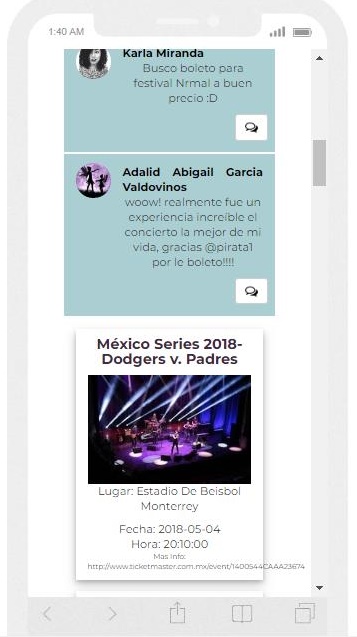 1:40 AM
Karla Miranda
Busco boleto para
festival Nrmal a buen
precio :D
Adalid Abigail Garcia
Valdovinos
woow! realmente fue un
experiencia increíble el
concierto la mejor de mi
vida, gracias @pirata1
por le boleto!!!!
México Series 2018-
Dodgers v. Padres
Lugar: Estadio De Beisbol
Monterrey
Fecha: 2018-05-04
Hora: 20:10:00
Mas Info:
http://www.ticketmaster.com.mx/event/1400544CAAA23674